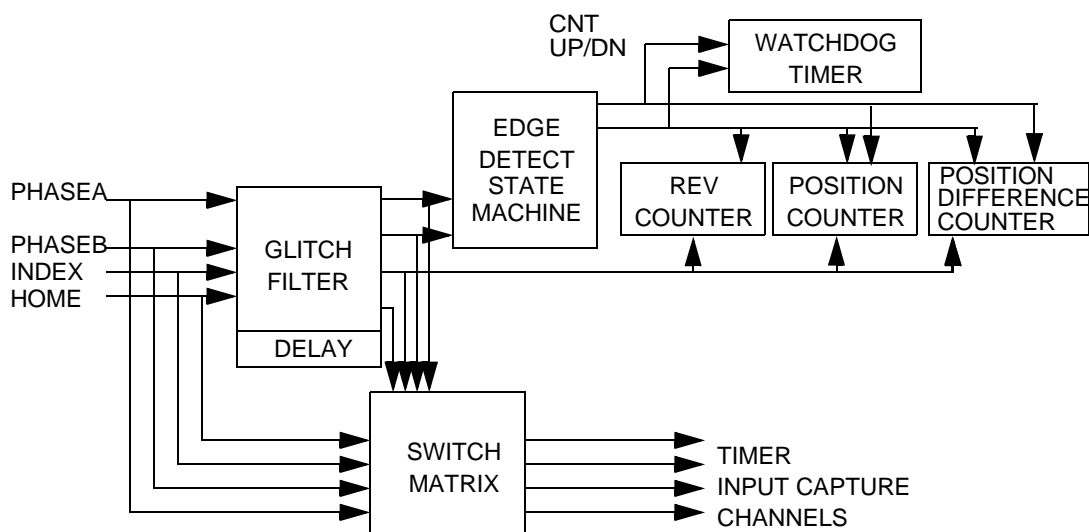 CNT
UP/DN
WATCHDOG
TIMER
EDGE
DETECT
STATE
MACHINE
PHASEA
PHASEB
INDEX
HOME
GLITCH
FILTER
DELAY
REV
COUNTER
POSITION
COUNTER
POSITION
DIFFERENCE
COUNTER
SWITCH
MATRIX
TIMER
INPUT CAPTURE
CHANNELS